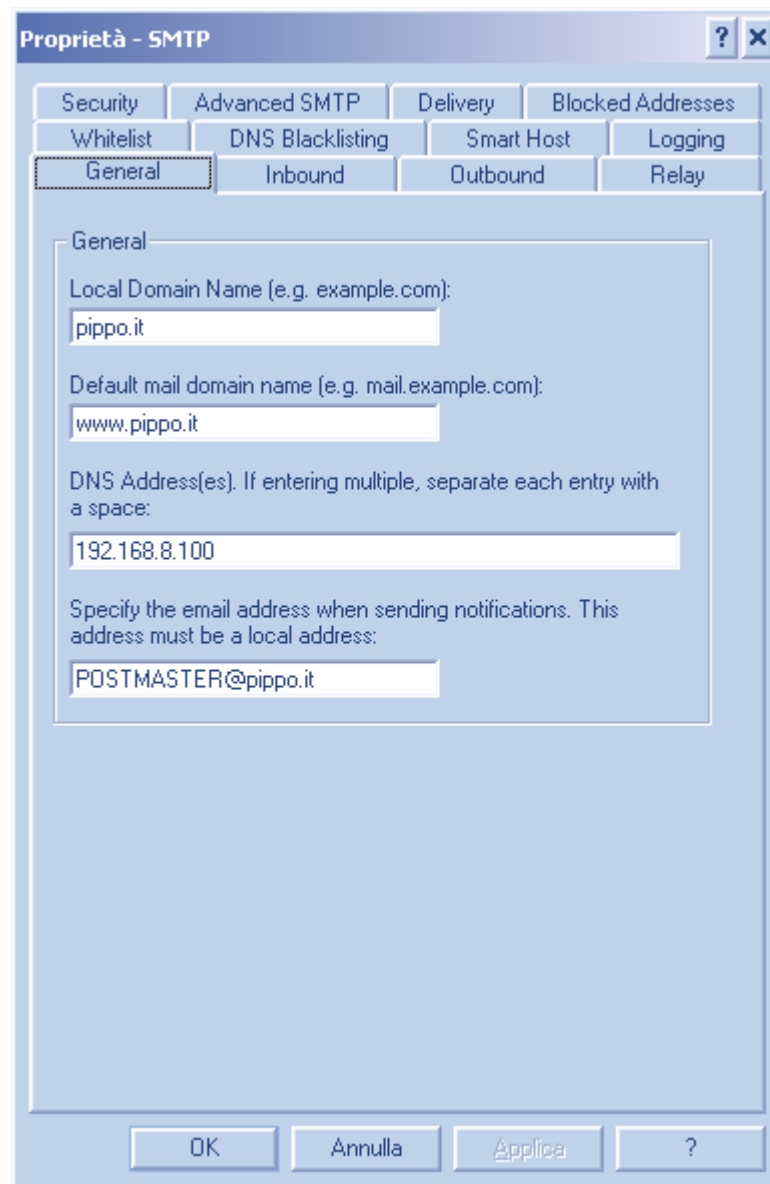 Proprietà - SMTP ? ×
Security Advanced SMTP Delivery Blocked Addresses
Whitelist DNS Blacklisting Smart Host Logging
General Inbound Outbound Relay
General
Local Domain Name (e.g. example.com):
pippo.it
Default mail domain name (e.g. mail.example.com):
www.pippo.it
DNS Address(es). If entering multiple, separate each entry with
a space:
192.168.8.100
Specify the email address when sending notifications. This
address must be a local address:
POSTMASTER@pippo.it
OK Annulla Applica ?